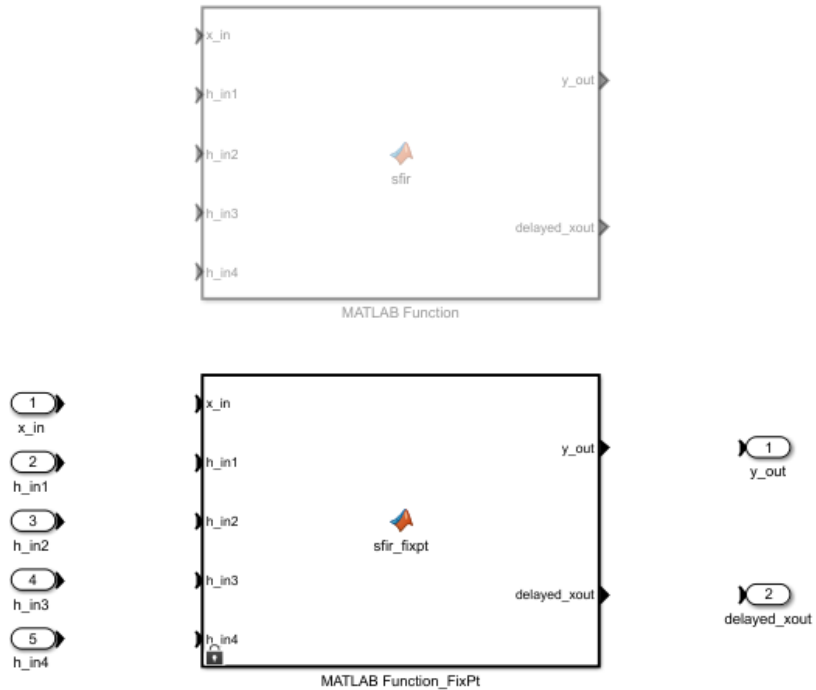 x_in
h_in1
y_out
h_in2
sfir
h_in3
delayed_xout
h_in4
MATLAB Function
1
x_in
x_in
2
h_in1
h_in1
y_out
1
y_out
3
h_in2
h_in2
sfir_fixpt
4
h_in3
h_in3
delayed_xout
2
delayed_xout
5
h_in4
h_in4
MATLAB Function_FixPt